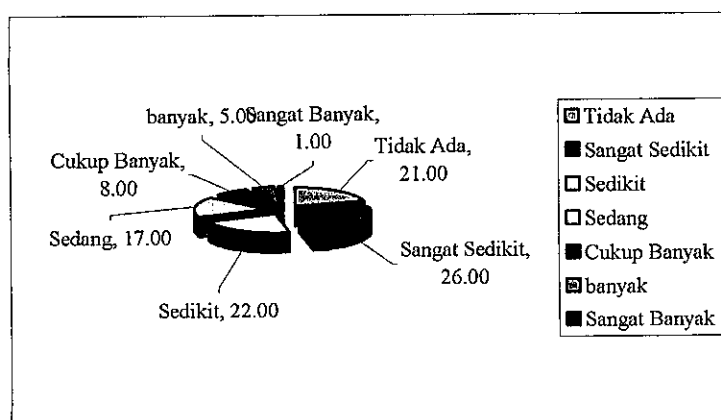 banyak, 5.00
Sangat Banyak,
1.00
Tidak Ada,
21.00
Cukup Banyak,
8.00
Sedang, 17.00
Sangat Sedikit,
26.00
Sedikit, 22.00
Tidak Ada
Sangat Sedikit
Sedikit
Sedang
Cukup Banyak
banyak
Sangat Banyak